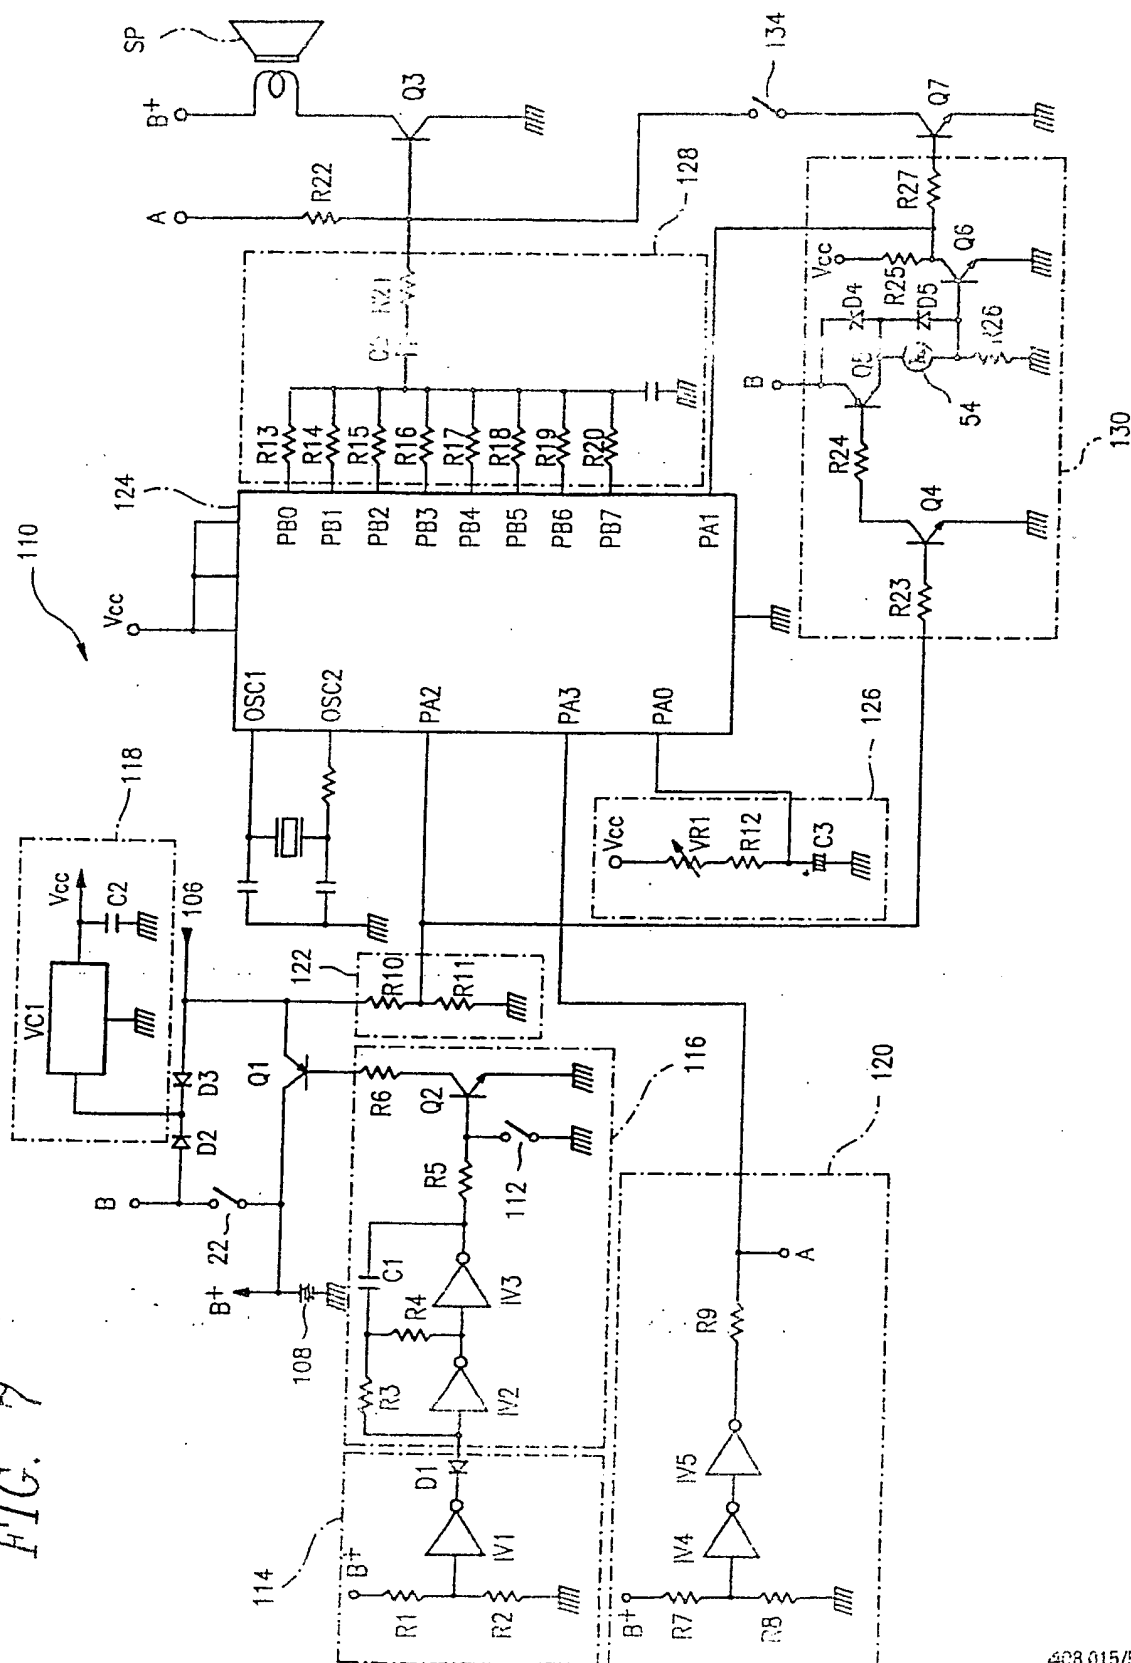 FIG. 7
110
SP
B+
Q3
A
R22
134
Q7
128
R21
C5
R13
R14
R15
R16
R17
R18
R19
R20
124
Vcc
PB0
PB1
PB2
PB3
PB4
PB5
PB6
PB7
PA1
OSC1
OSC2
PA2
PA3
PA0
R27
Vcc
R25
Q6
D4
D5
R26
B
54
R24
Q4
R23
130
126
Vcc
VR1
R12
C3
118
Vcc
C2
VC1
106
D3
D2
B
22
B+
108
Q1
122
R10
R11
116
R6
Q2
R5
112
C1
R4
IV3
R3
IV2
114
D1
B+
IV1
R1
R2
120
A
R9
IV5
IV4
B+
R7
R8